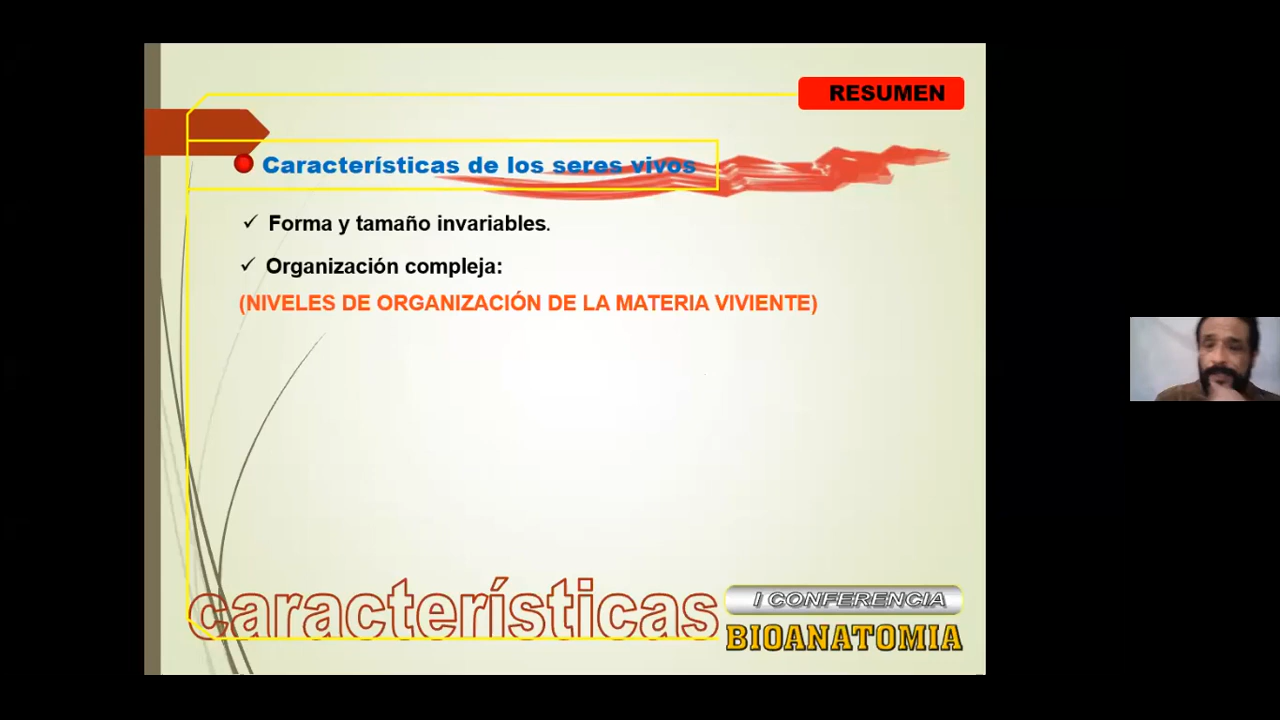 RESUMEN
Características de los seres vivos
Forma y tamaño invariables.
Organización compleja:
(NIVELES DE ORGANIZACIÓN DE LA MATERIA VIVIENTE)
características
I CONFERENCIA
BIOANATOMIA